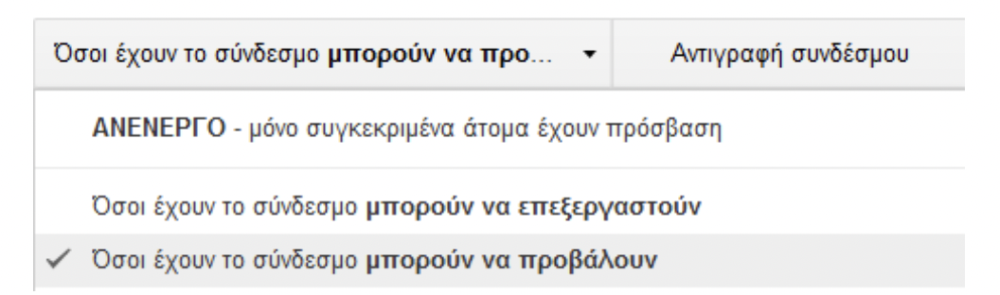 Όσοι έχουν το σύνδεσμο μπορούν να προ... Αντιγραφή συνδέσμου
ΑΝΕΝΕΡΓΟ - μόνο συγκεκριμένα άτομα έχουν πρόσβαση
Όσοι έχουν το σύνδεσμο μπορούν να επεξεργαστούν
Όσοι έχουν το σύνδεσμο μπορούν να προβάλουν